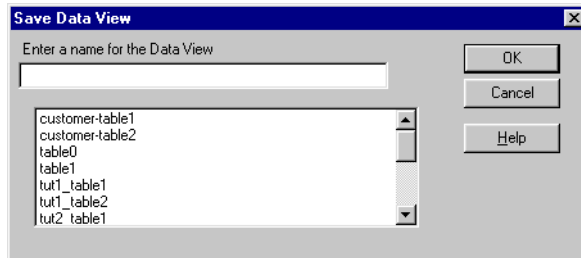 Save Data View
Enter a name for the Data View
OK
Cancel
Help
customer-table1
customer-table2
table0
table1
tut1_table1
tut1_table2
tut2_table1